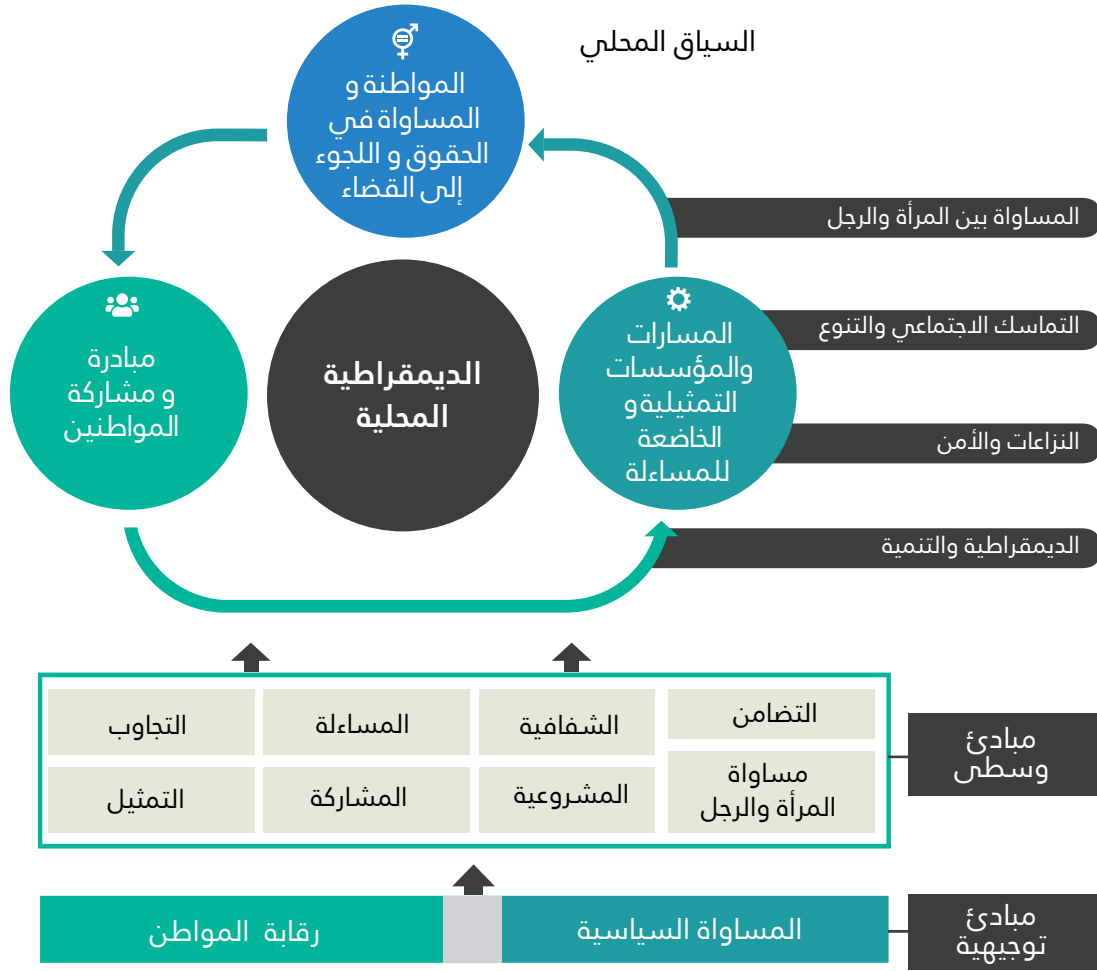 السياق المحلي
المواطنة و
المساواة في
الحقوق و اللجوء
إلى القضاء
المساواة بين المرأة والرجل
التماسك الاجتماعي والتنوع
النزاعات والأمن
الديمقراطية والتنمية
المسارات
والمؤسسات
التمثيلية و
الخاضعة
للمساءلة
الديمقراطية
المحلية
مبادرة
و مشاركة
المواطنين
مبادئ
وسطى
التضامن
الشفافية
المساءلة
التجاوب
مساواة
المرأة والرجل
المشروعية
المشاركة
التمثيل
مبادئ
توجيهية
المساواة السياسية
رقابة المواطن